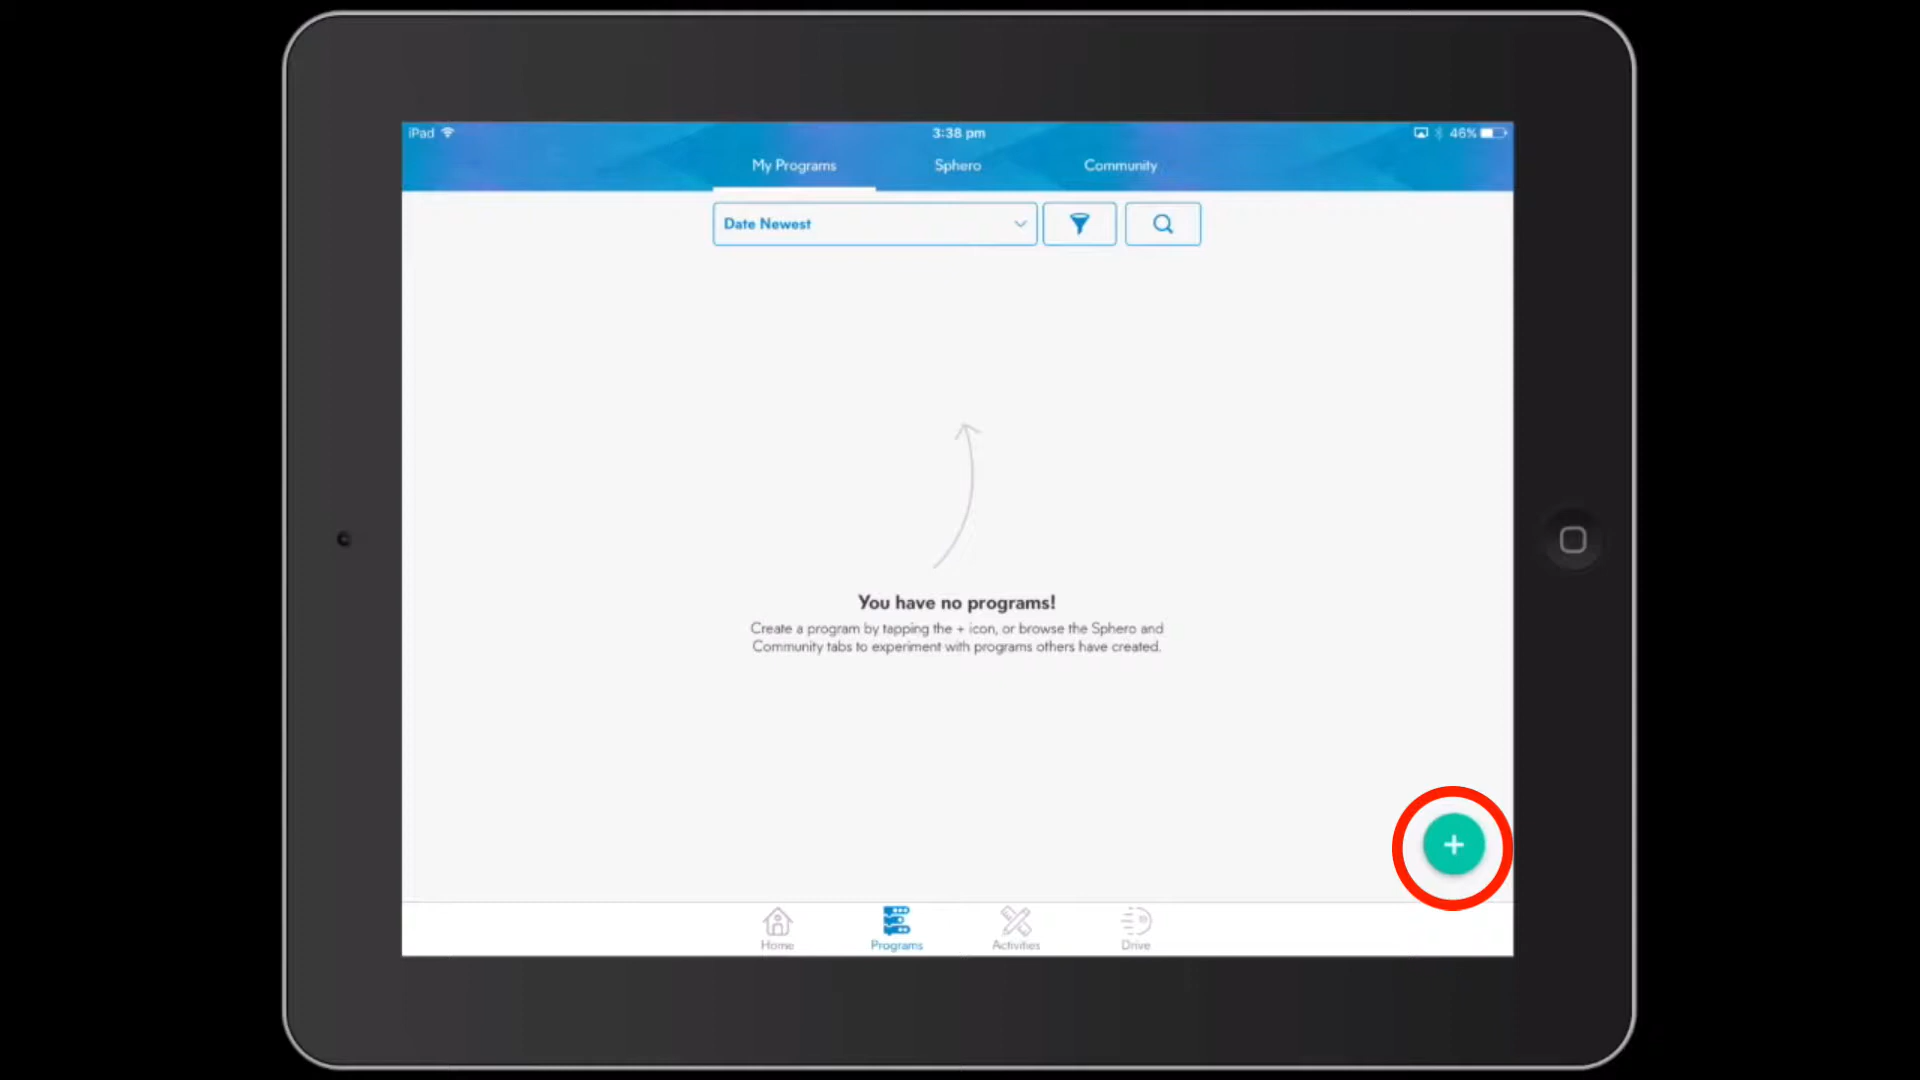 iPad 3:38 pm 46%
My Programs Sphero Community
Date Newest
You have no programs!
Create a program by tapping the + icon, or browse the Sphero and
Community tabs to experiment with programs others have created.
+
Home Programs Activities Drive